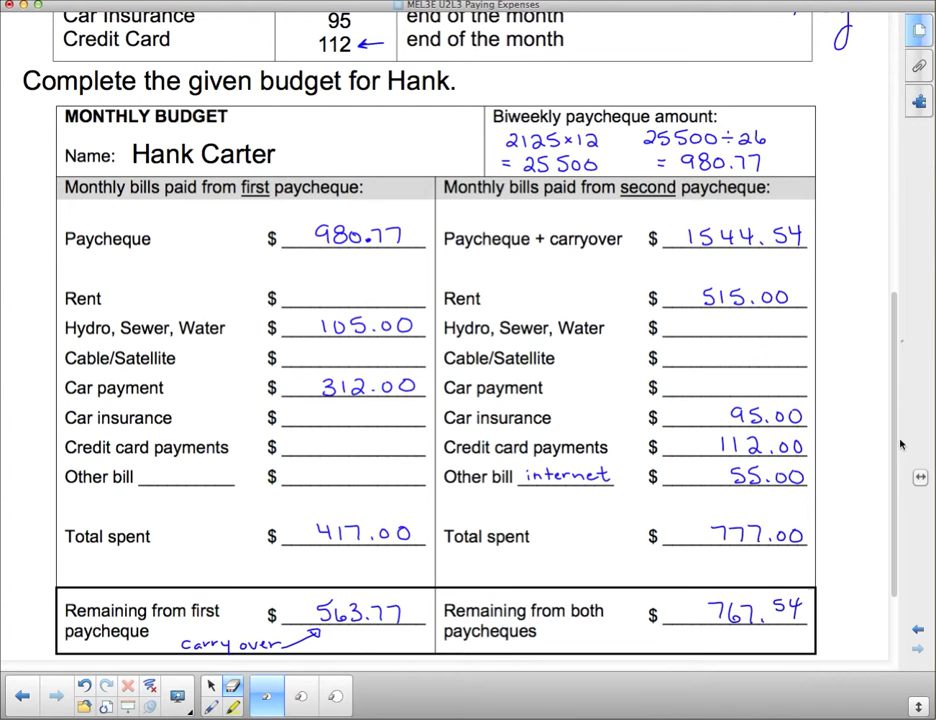 MEL3E U2L3 Paying Expenses
Car Insurance 95 end of the month
Credit Card 112 ← end of the month
Complete the given budget for Hank.
MONTHLY BUDGET
Name: Hank Carter
Biweekly paycheque amount:
2125×12 25500÷26
= 25500 = 980.77
Monthly bills paid from first paycheque: Monthly bills paid from second paycheque:
Paycheque $ 980.77 Paycheque + carryover $ 1544.54
Rent $ Rent $ 515.00
Hydro, Sewer, Water $ 105.00 Hydro, Sewer, Water $
Cable/Satellite $ Cable/Satellite $
Car payment $ 312.00 Car payment $
Car insurance $ Car insurance $ 95.00
Credit card payments $ Credit card payments $ 112.00
Other bill $ Other bill internet $ 55.00
Total spent $ 417.00 Total spent $ 777.00
Remaining from first paycheque $ 563.77 Remaining from both paycheques $ 767.54
carry over